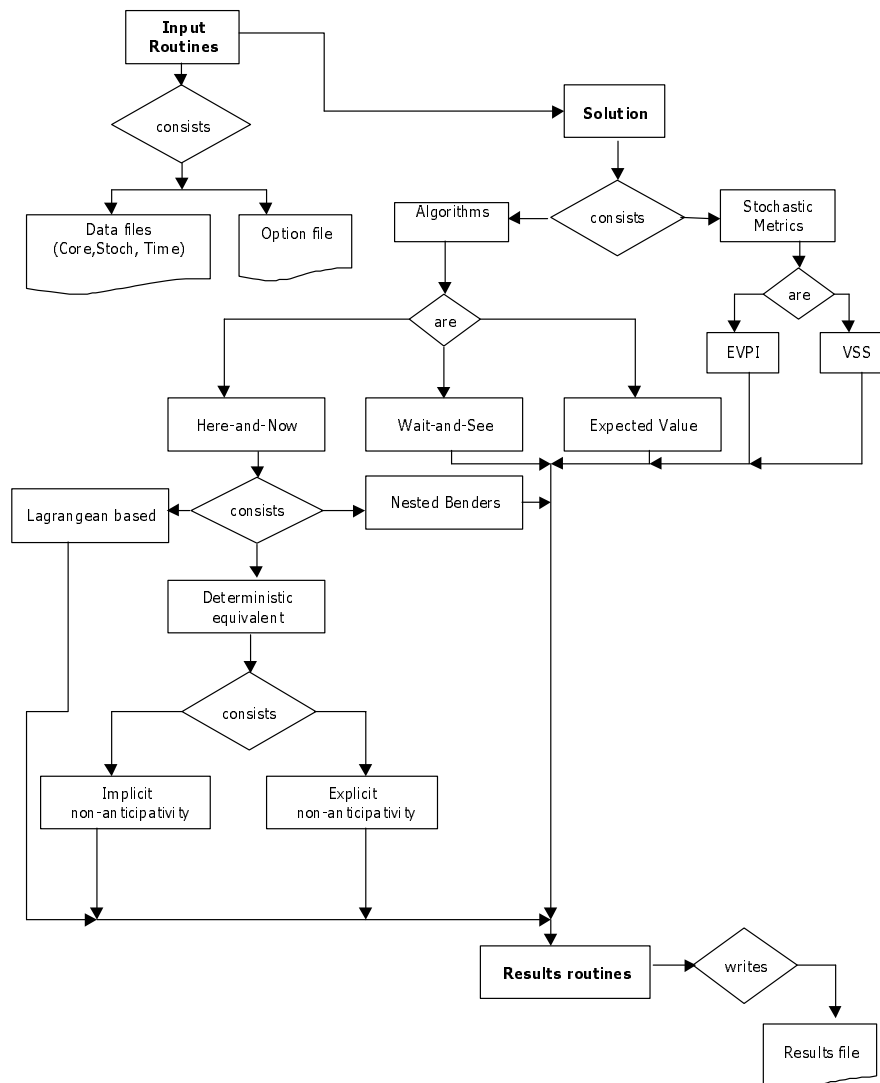 Input
Routines
consists
Data files
(Core,Stoch, Time)
Option file
Solution
consists
Algorithms
Stochastic
Metrics
are
EVPI
VSS
are
Here-and-Now
Wait-and-See
Expected Value
consists
Lagrangean based
Nested Benders
Deterministic
equivalent
consists
Implicit
non-anticipativity
Explicit
non-anticipativity
Results routines
writes
Results file